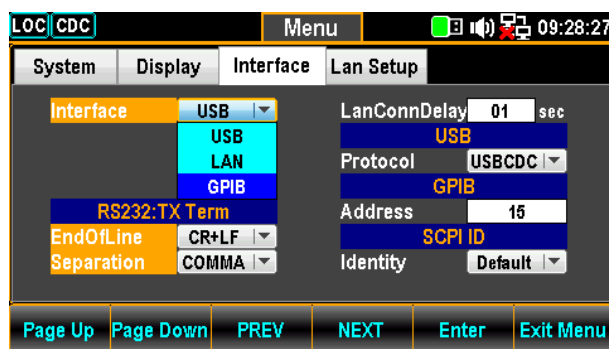 LOC CDC Menu 09:28:27
System Display Interface Lan Setup
Interface USB LanConnDelay 01 sec
USB USB
LAN Protocol USBCDC
GPIB GPIB
RS232:TX Term Address 15
EndOfLine CR+LF SCPI ID
Separation COMMA Identity Default
Page Up Page Down PREV NEXT Enter Exit Menu